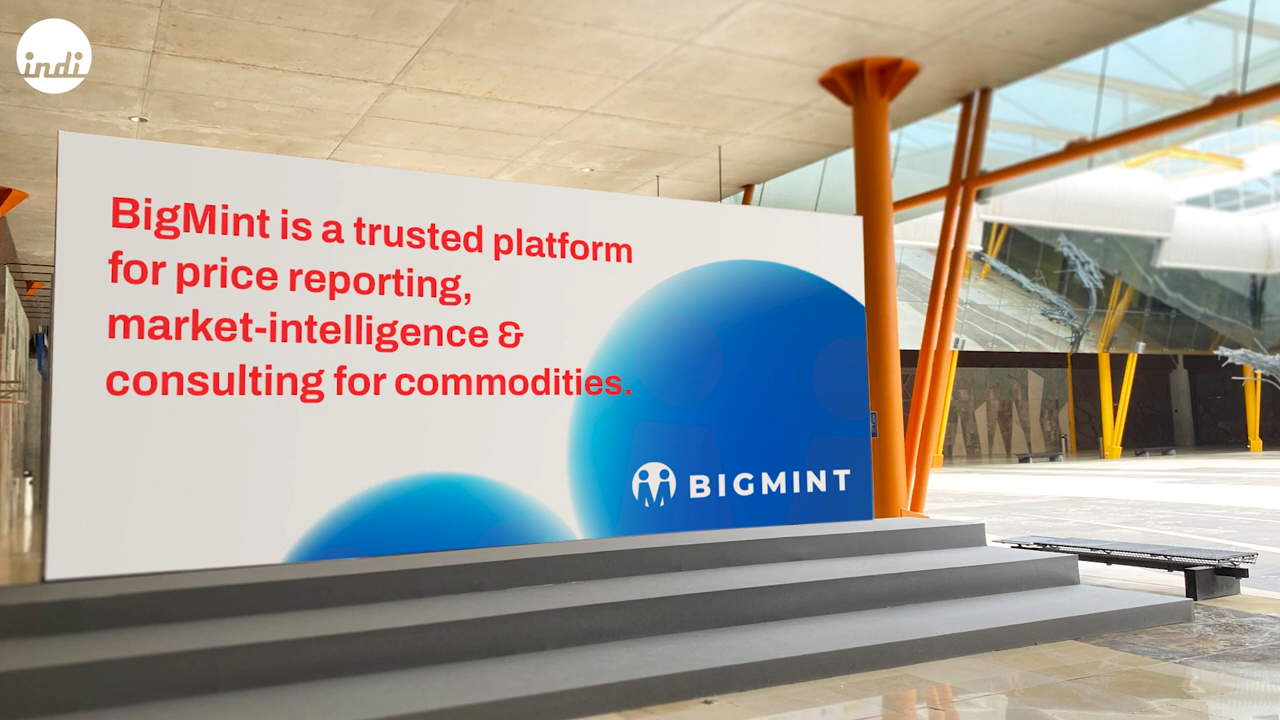 indi
BigMint is a trusted platform
for price reporting,
market-intelligence &
consulting for commodities.
BIGMINT